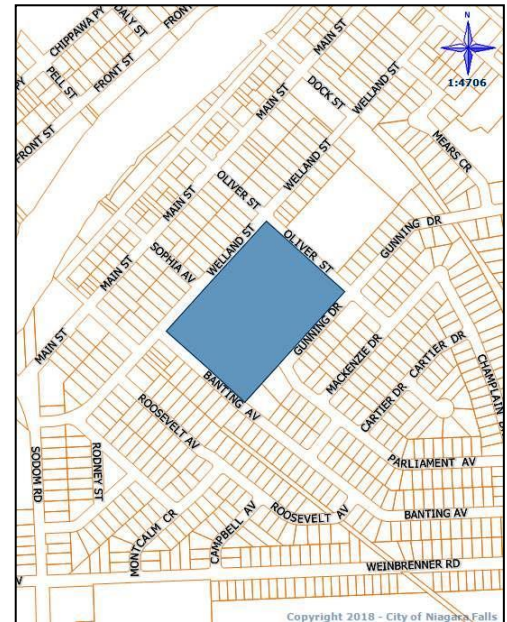 CHIPPAWA PY
DALY ST
FRONT
PELL ST
FRONT ST
FRONT ST
PY
MAIN ST
N
1:4706
DOCK ST
WELLAND ST
MAIN ST
MEARS CR
WELLAND ST
OLIVER ST
MAIN ST
GUNNING DR
WELLAND ST
OLIVER ST
SOPHIA AV
MAIN ST
GUNNING DR
MAIN ST
MACKENZIE DR
CARTIER DR
CHAMPLAIN D
BANTING AV
CARTIER DR
ROOSEVELT AV
SODOM RD
RODNEY ST
PARLIAMENT AV
MONTCALM CR
CAMPBELL AV
ROOSEVELT AV
BANTING AV
WEINBRENNER RD
V
Copyright 2018 - City of Niagara Falls